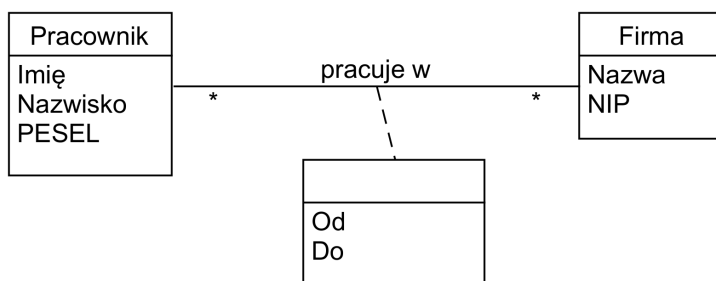 Pracownik
Imię
Nazwisko
PESEL
pracuje w
*
*
Firma
Nazwa
NIP
Od
Do